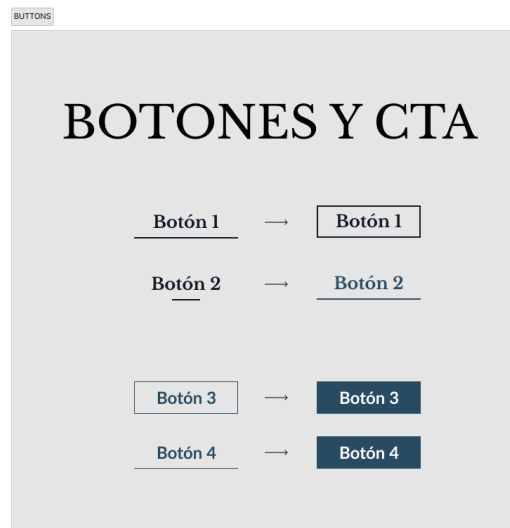 BUTTONS
BOTONES Y CTA
Botón 1 → Botón 1
Botón 2 → Botón 2
Botón 3 → Botón 3
Botón 4 → Botón 4